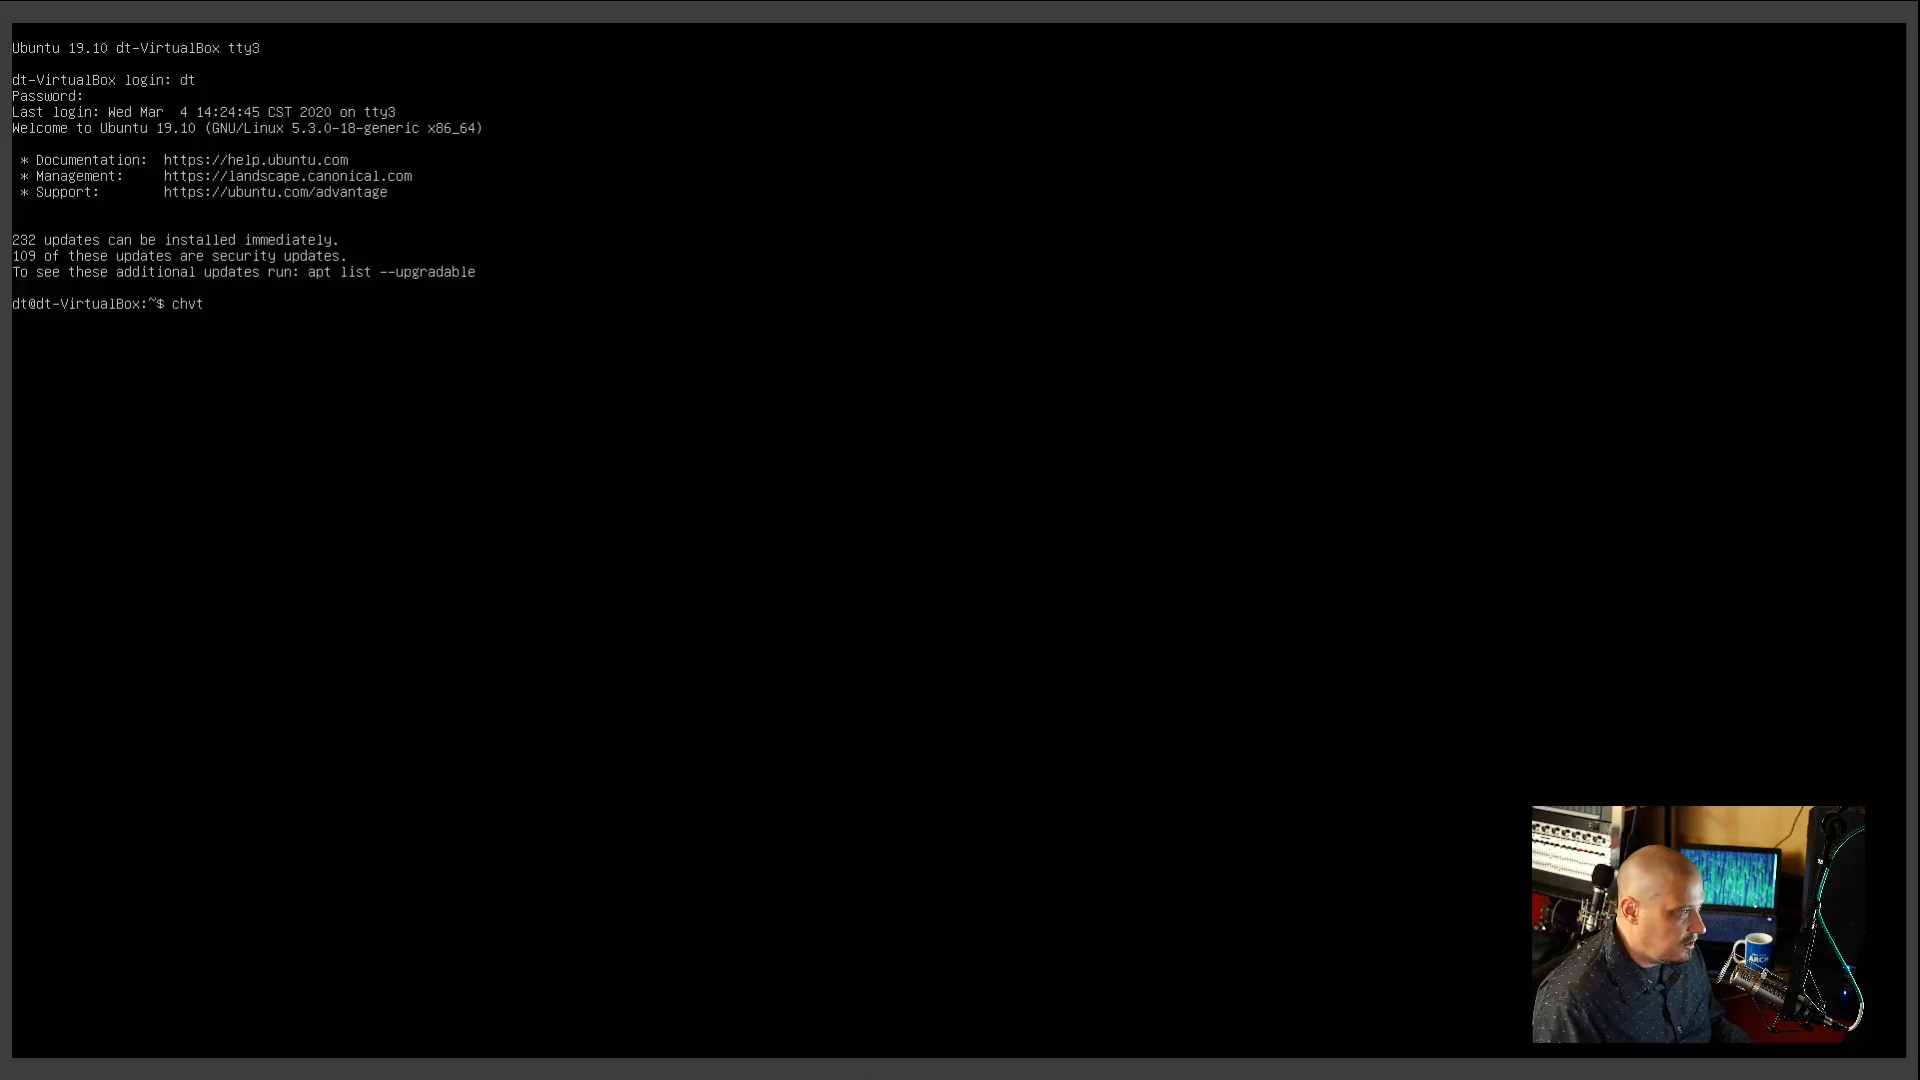 Ubuntu 19.10 dt-VirtualBox tty3
dt-VirtualBox login: dt
Password:
Last login: Wed Mar  4 14:24:45 CST 2020 on tty3
Welcome to Ubuntu 19.10 (GNU/Linux 5.3.0-18-generic x86_64)
* Documentation:  https://help.ubuntu.com
* Management:     https://landscape.canonical.com
* Support:        https://ubuntu.com/advantage
232 updates can be installed immediately.
109 of these updates are security updates.
To see these additional updates run: apt list --upgradable
dt@dt-VirtualBox:~$ chvt
ARCH